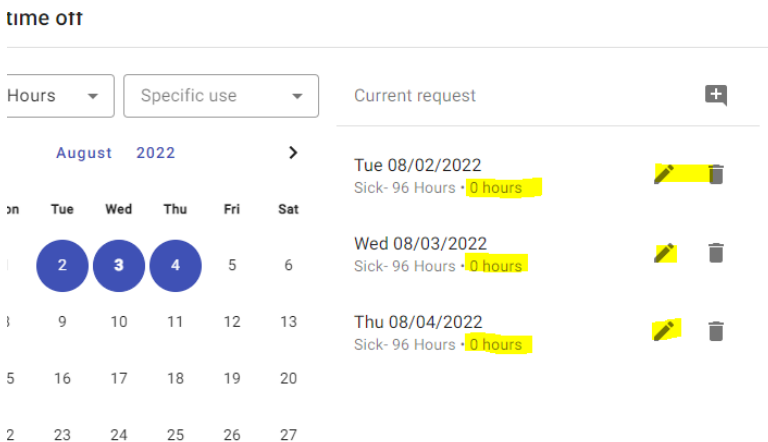 time off
Hours
Specific use
August 2022
Tue Wed Thu Fri Sat
2 3 4 5 6
9 10 11 12 13
16 17 18 19 20
23 24 25 26 27
Current request
Tue 08/02/2022
Sick- 96 Hours • 0 hours
Wed 08/03/2022
Sick- 96 Hours • 0 hours
Thu 08/04/2022
Sick- 96 Hours • 0 hours